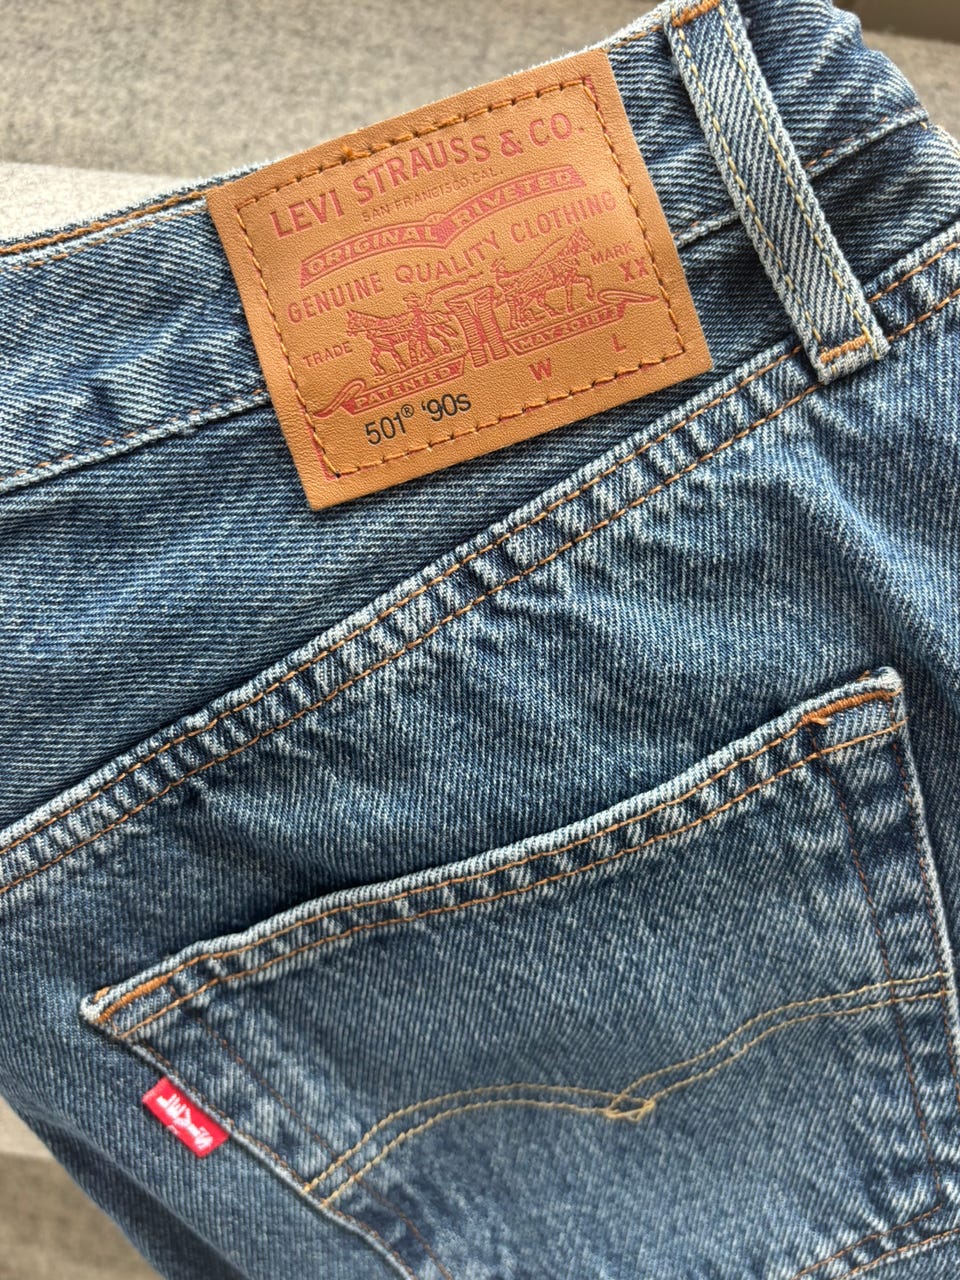 LEVI STRAUSS & CO.
SAN FRANCISCO, CAL.
ORIGINAL RIVETED
GENUINE QUALITY CLOTHING
TRADE MARK
XX
PATENTED MAY 20 1873
W L
501® '90s
LEVI'S